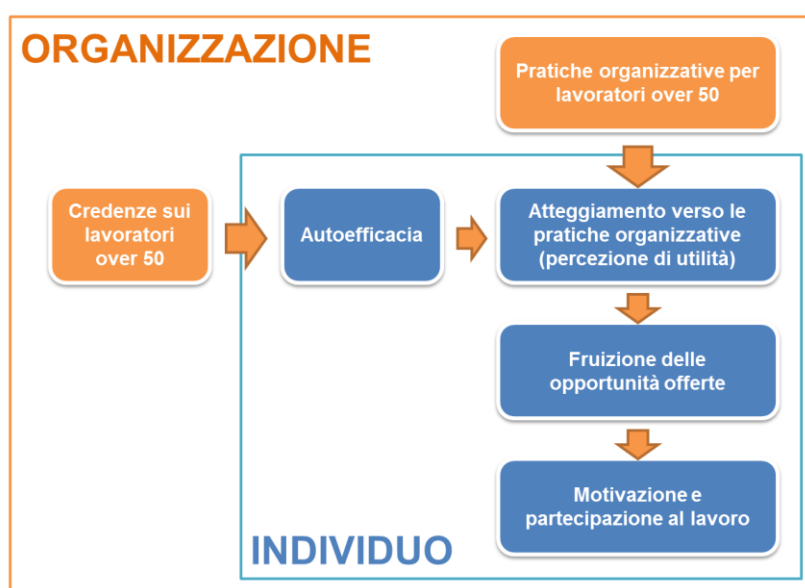 ORGANIZZAZIONE
Pratiche organizzative per
lavoratori over 50
Credenze sui
lavoratori
over 50
Autoefficacia
Atteggiamento verso le
pratiche organizzative
(percezione di utilità)
Fruizione delle
opportunità offerte
Motivazione e
partecipazione al lavoro
INDIVIDUO